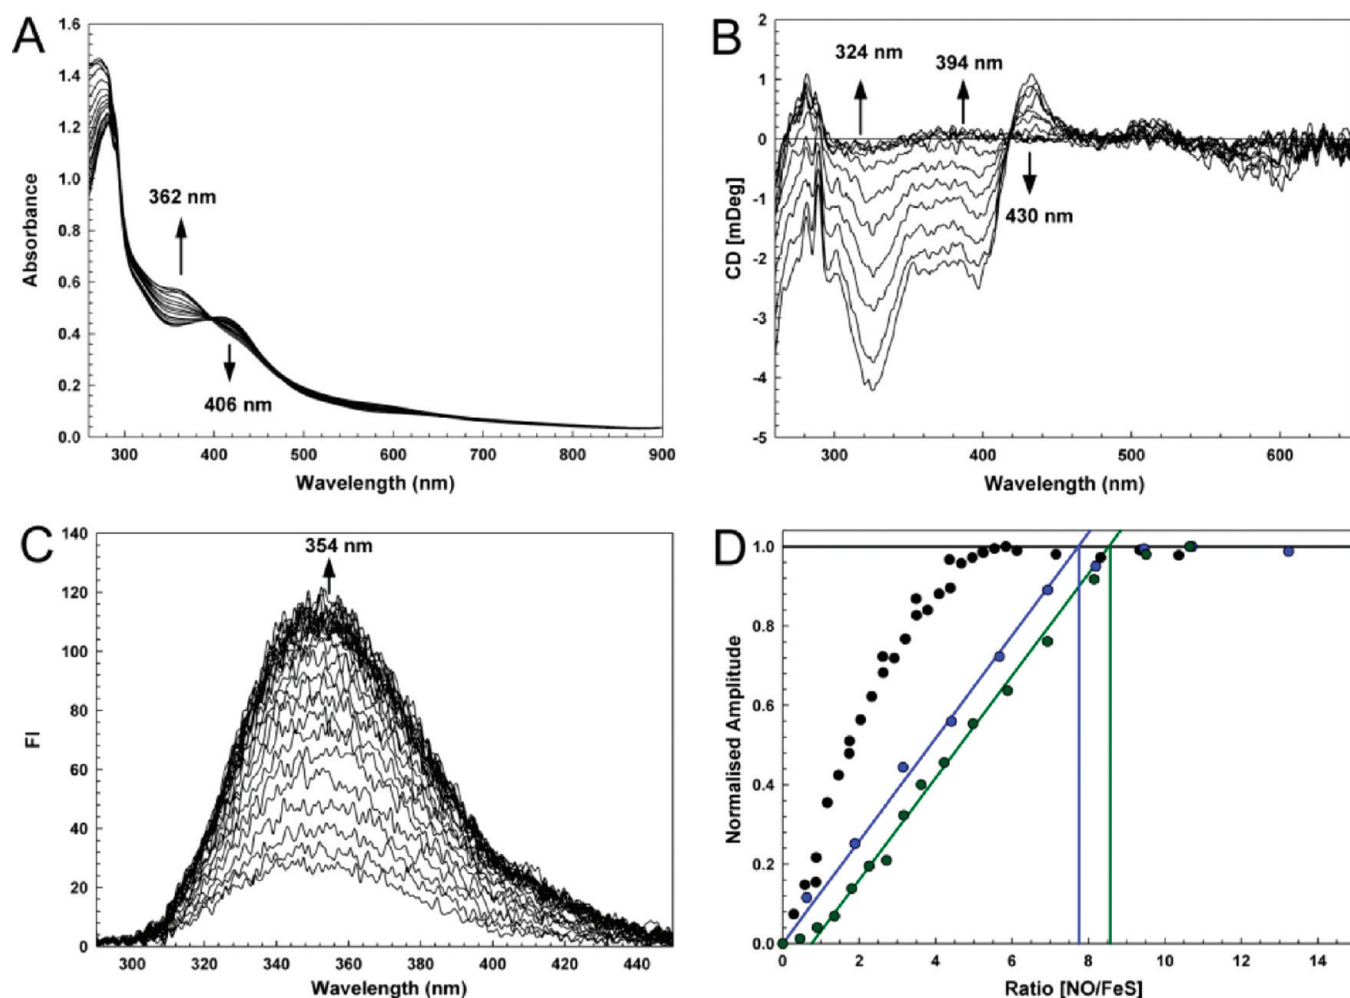 A
1.6
1.4
1.2
1.0
0.8
0.6
0.4
0.2
0.0
362 nm
406 nm
300 400 500 600 700 800 900
Absorbance
Wavelength (nm)
B
2
1
0
-1
-2
-3
-4
-5
324 nm
394 nm
430 nm
300 400 500 600
CD [mDeg]
Wavelength (nm)
C
140
120
100
80
60
40
20
0
354 nm
300 320 340 360 380 400 420 440
FI
Wavelength (nm)
D
1.0
0.8
0.6
0.4
0.2
0.0
0 2 4 6 8 10 12 14
Normalised Amplitude
Ratio [NO/FeS]